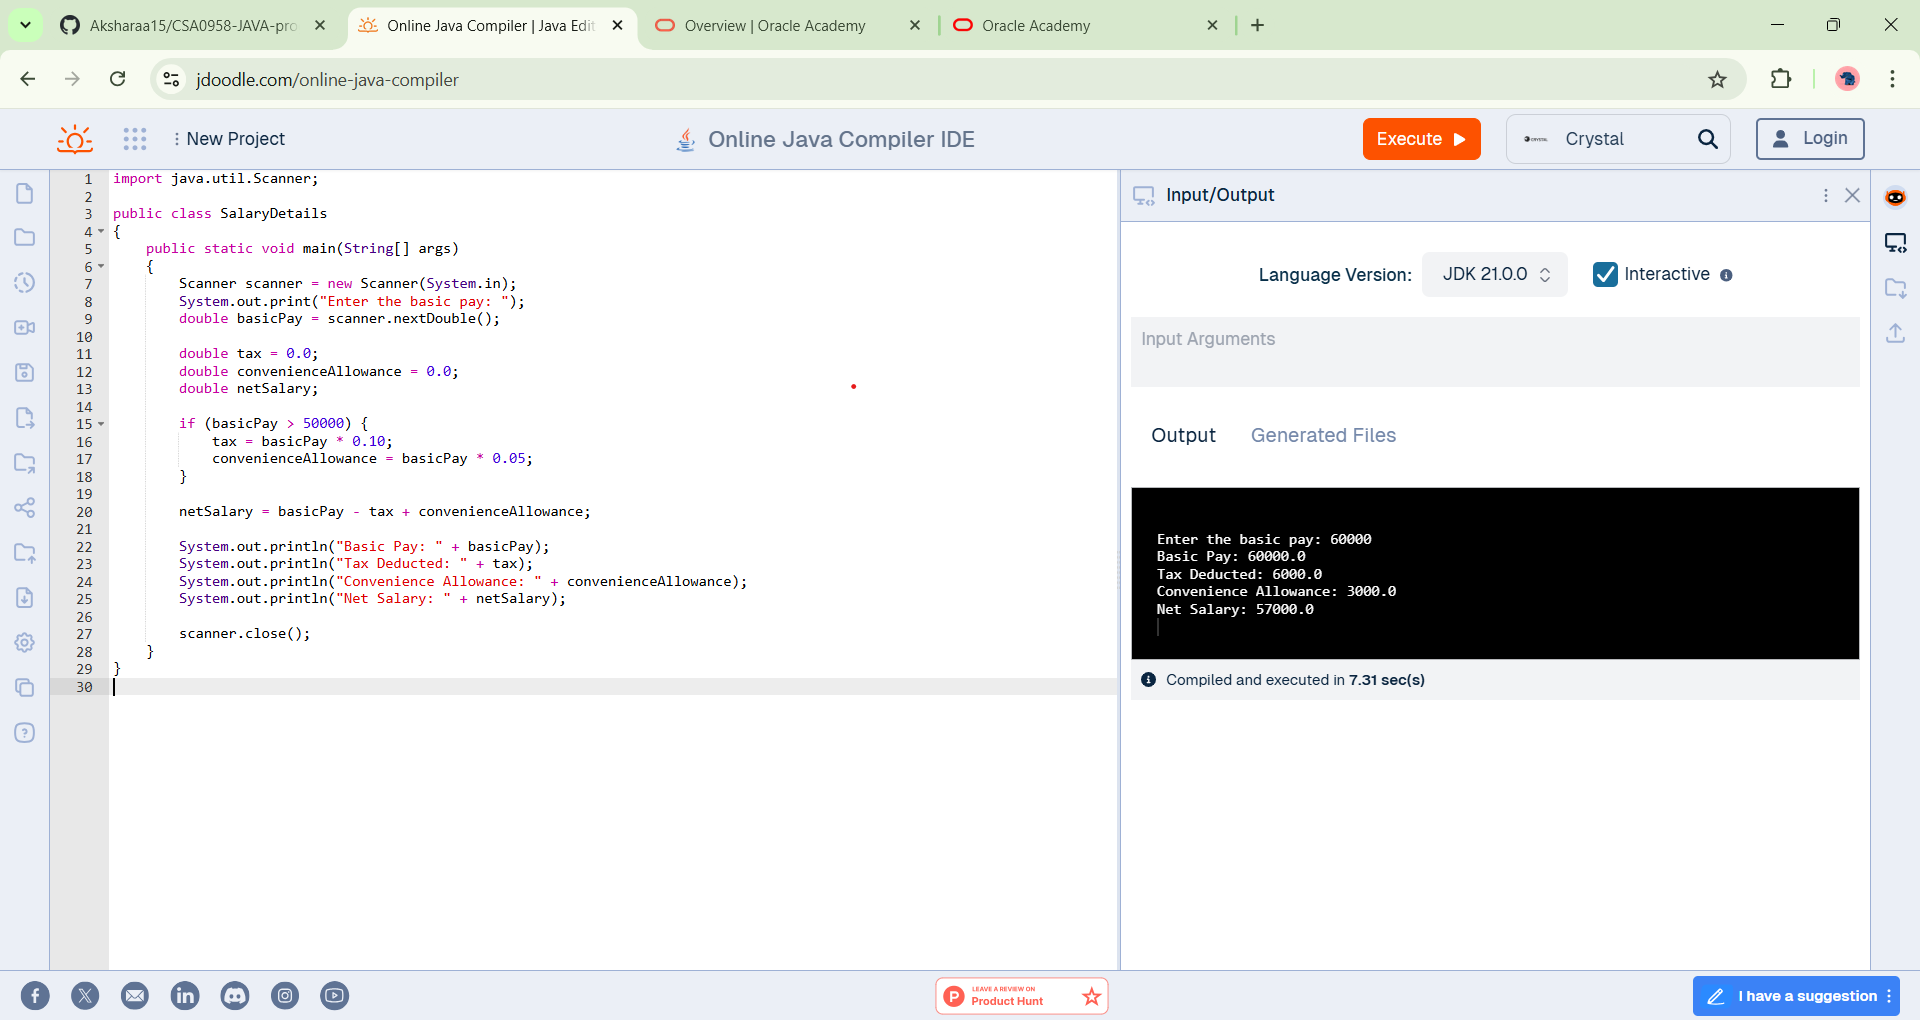 Aksharaa15/CSA0958-JAVA-pro
Online Java Compiler | Java Edit
Overview | Oracle Academy
Oracle Academy
jdoodle.com/online-java-compiler
New Project
Online Java Compiler IDE
Execute
CRYSTAL
Crystal
Login
1 import java.util.Scanner;
2
3 public class SalaryDetails
4 {
5     public static void main(String[] args)
6     {
7         Scanner scanner = new Scanner(System.in);
8         System.out.print("Enter the basic pay: ");
9         double basicPay = scanner.nextDouble();
10
11         double tax = 0.0;
12         double convenienceAllowance = 0.0;
13         double netSalary;
14
15         if (basicPay > 50000) {
16             tax = basicPay * 0.10;
17             convenienceAllowance = basicPay * 0.05;
18         }
19
20         netSalary = basicPay - tax + convenienceAllowance;
21
22         System.out.println("Basic Pay: " + basicPay);
23         System.out.println("Tax Deducted: " + tax);
24         System.out.println("Convenience Allowance: " + convenienceAllowance);
25         System.out.println("Net Salary: " + netSalary);
26
27         scanner.close();
28     }
29 }
30
Input/Output
Language Version:
JDK 21.0.0
Interactive
Input Arguments
Output
Generated Files
Enter the basic pay: 60000
Basic Pay: 60000.0
Tax Deducted: 6000.0
Convenience Allowance: 3000.0
Net Salary: 57000.0
Compiled and executed in 7.31 sec(s)
LEAVE A REVIEW ON
Product Hunt
I have a suggestion